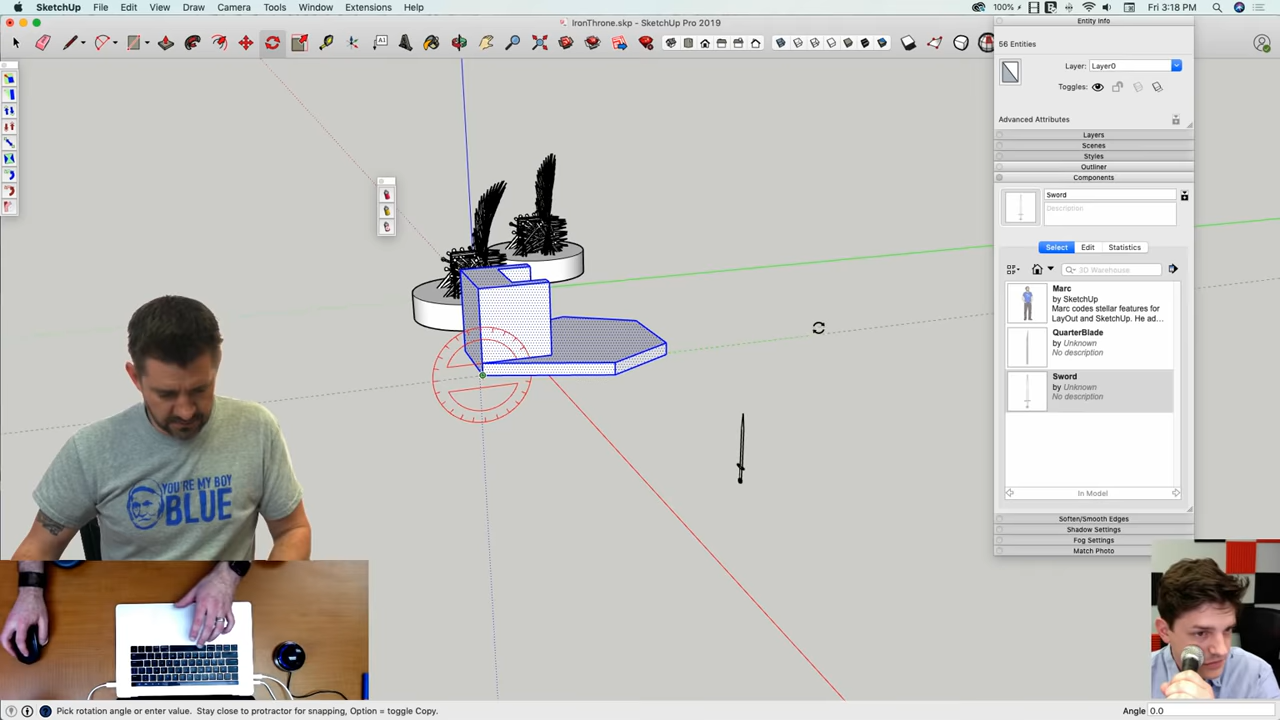 SketchUp File Edit View Draw Camera Tools Window Extensions Help
100% Fri 3:18 PM
IronThrone.skp - SketchUp Pro 2019
Entity Info
56 Entities
Layer: Layer0
Toggles:
Advanced Attributes
Layers
Scenes
Styles
Outliner
Components
Sword
Description
Select Edit Statistics
3D Warehouse
Marc
by SketchUp
Marc codes stellar features for
LayOut and SketchUp. He ad...
QuarterBlade
by Unknown
No description
Sword
by Unknown
No description
In Model
Soften/Smooth Edges
Shadow Settings
Fog Settings
Match Photo
YOU'RE MY BOY
BLUE
Pick rotation angle or enter value. Stay close to protractor for snapping, Option = toggle Copy.
Angle 0.0